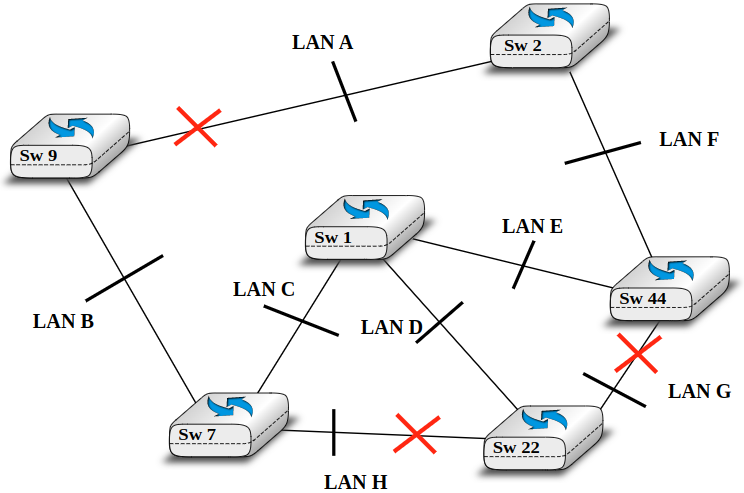 LAN A
Sw 2
LAN F
Sw 9
LAN E
Sw 1
LAN C
Sw 44
LAN B
LAN D
LAN G
Sw 7
Sw 22
LAN H